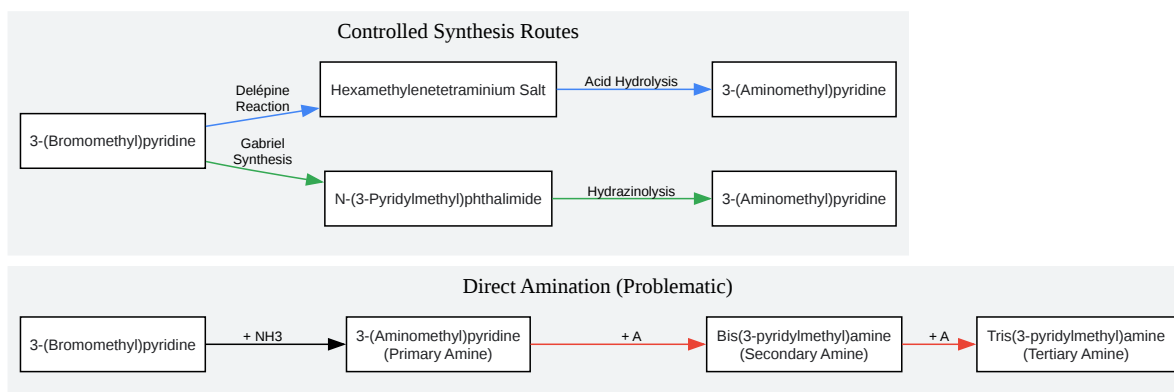 Controlled Synthesis Routes
Delépine
Reaction
Hexamethylenetetraminium Salt
Acid Hydrolysis
3-(Aminomethyl)pyridine
3-(Bromomethyl)pyridine
Gabriel
Synthesis
N-(3-Pyridylmethyl)phthalimide
Hydrazinolysis
3-(Aminomethyl)pyridine
Direct Amination (Problematic)
3-(Bromomethyl)pyridine
+ NH3
3-(Aminomethyl)pyridine
(Primary Amine)
+ A
Bis(3-pyridylmethyl)amine
(Secondary Amine)
+ A
Tris(3-pyridylmethyl)amine
(Tertiary Amine)